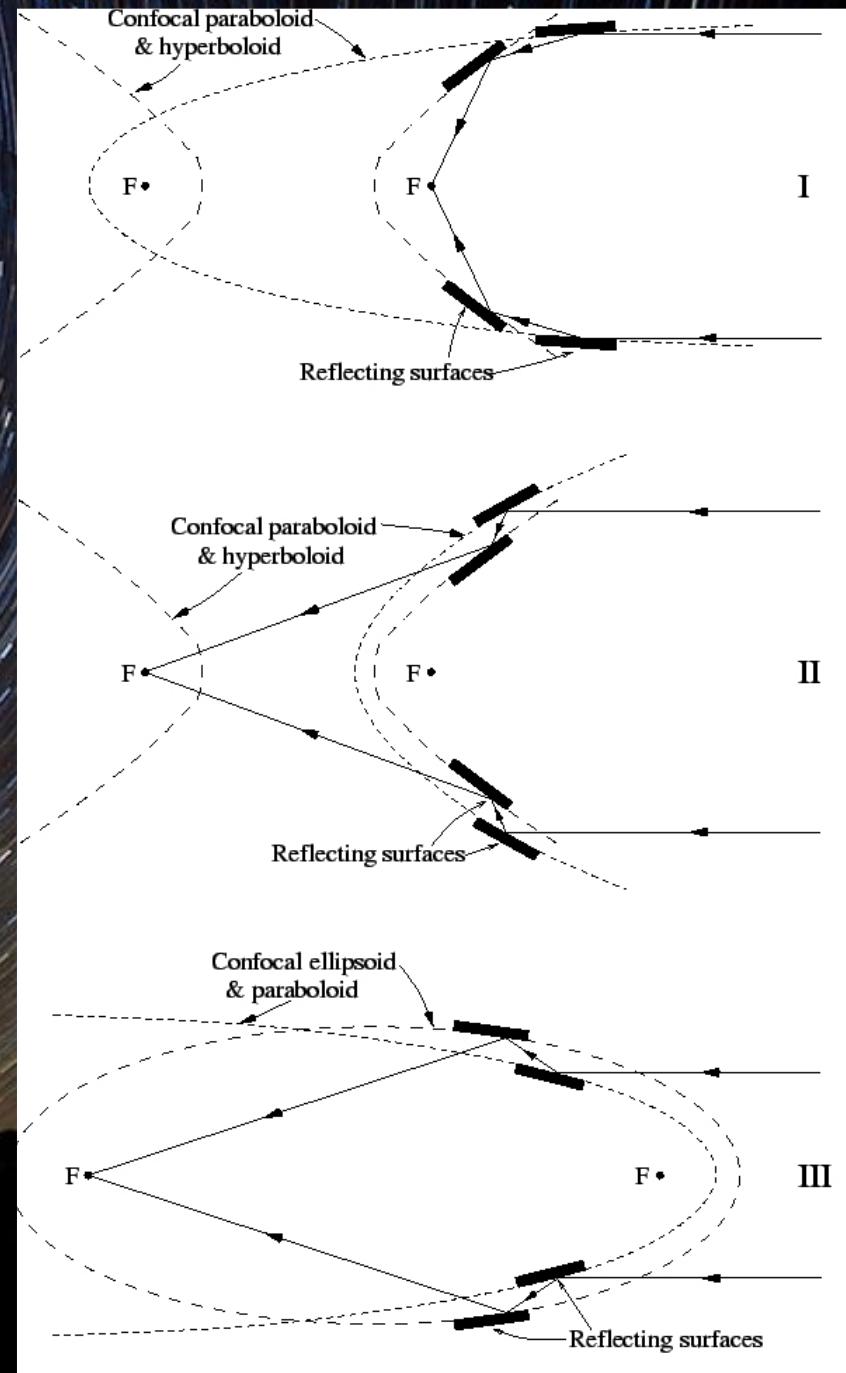 Confocal paraboloid
& hyperboloid
F
F
I
Reflecting surfaces
Confocal paraboloid
& hyperboloid
F
F
II
Reflecting surfaces
Confocal ellipsoid
& paraboloid
F
F
III
Reflecting surfaces